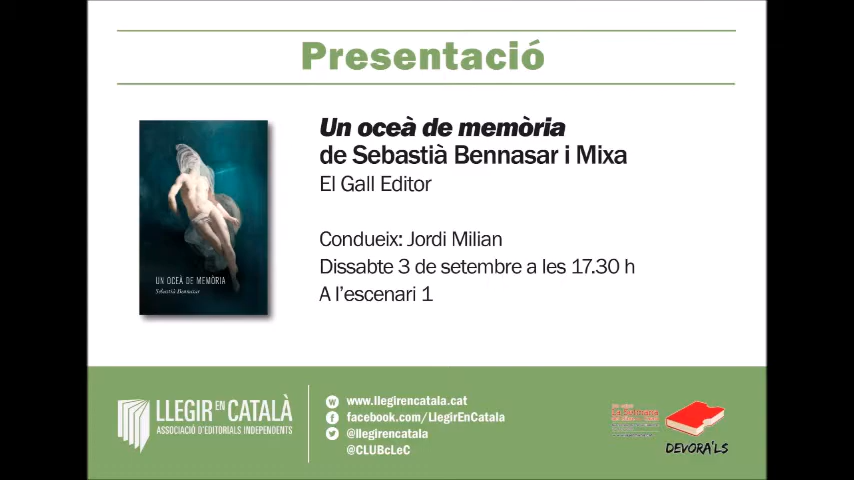 Presentació
Un oceà de memòria
de Sebastià Bennasar i Mixa
El Gall Editor
Condueix: Jordi Milian
Dissabte 3 de setembre a les 17.30 h
A l'escenari 1
UN OCEÀ DE MEMÒRIA
Sebastià Bennasar
LLEGIR EN CATALÀ
ASSOCIACIÓ D'EDITORIALS INDEPENDENTS
www.llegirencatala.cat
facebook.com/LlegirEnCatala
@llegirencatala
@CLUBcLeC
DEVORA'LS